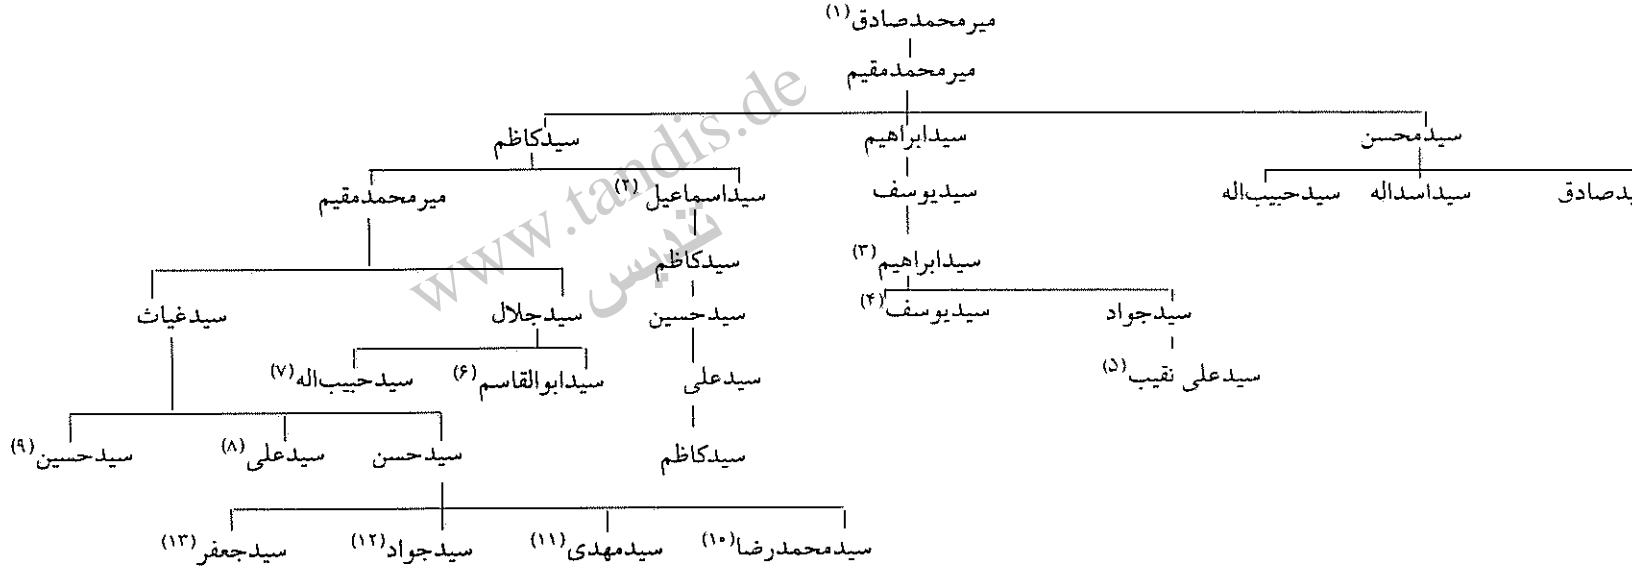 میرمحمدصادق (۱)
میرمحمدمقیم
سیدمحسن سیدابراهیم سیدکاظم
سیداسداله سیدحبیب‌اله سیدیوسف سیداسماعیل (۲) میرمحمدمقیم
سیدابراهیم (۳) سیدکاظم
سیدجواد سیدیوسف (۴) سیدحسین سیدجلال سیدغیاث
سیدعلی نقیب (۵) سیدعلی سیدابوالقاسم (۶) سیدحبیب‌اله (۷)
سیدکاظم سیدحسن سیدعلی (۸) سیدحسین (۹)
سیدمحمدرضا (۱۰) سیدمهدی (۱۱) سیدجواد (۱۲) سیدجعفر (۱۳)
www.tandis.de
تندیس